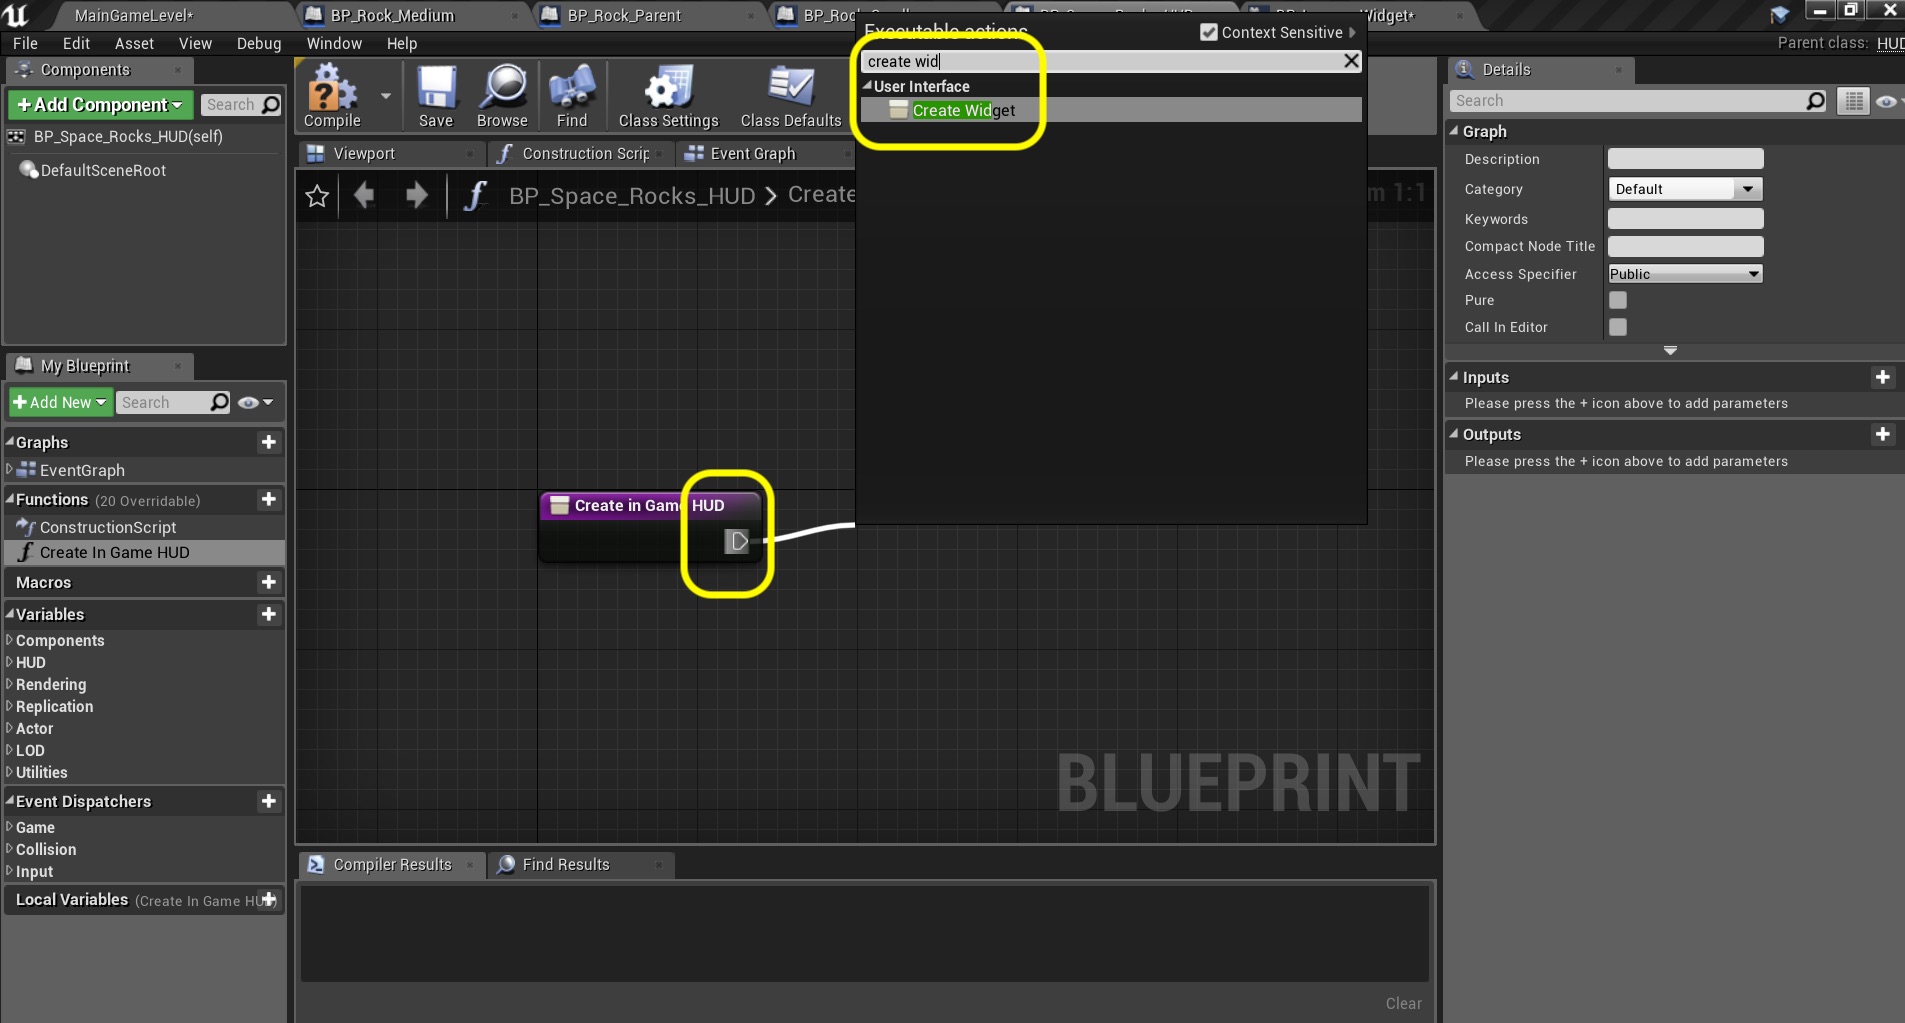 MainGameLevel*
BP_Rock_Medium
BP_Rock_Parent
Widget*
File Edit Asset View Debug Window Help
Parent class: HUD
Components
+Add Component
Search
BP_Space_Rocks_HUD(self)
DefaultSceneRoot
Compile
Save
Browse
Find
Class Settings
Class Defaults
Viewport
Construction Scrip
Event Graph
BP_Space_Rocks_HUD > Create
m 1:1
Executable actions
Context Sensitive
create wid
User Interface
Create Widget
Create in Game HUD
BLUEPRINT
My Blueprint
+Add New
Search
Graphs
EventGraph
Functions (20 Overridable)
ConstructionScript
Create In Game HUD
Macros
Variables
Components
HUD
Rendering
Replication
Actor
LOD
Utilities
Event Dispatchers
Game
Collision
Input
Local Variables (Create In Game HUD)
Compiler Results
Find Results
Clear
Details
Search
Graph
Description
Category Default
Keywords
Compact Node Title
Access Specifier Public
Pure
Call In Editor
Inputs
Please press the + icon above to add parameters
Outputs
Please press the + icon above to add parameters